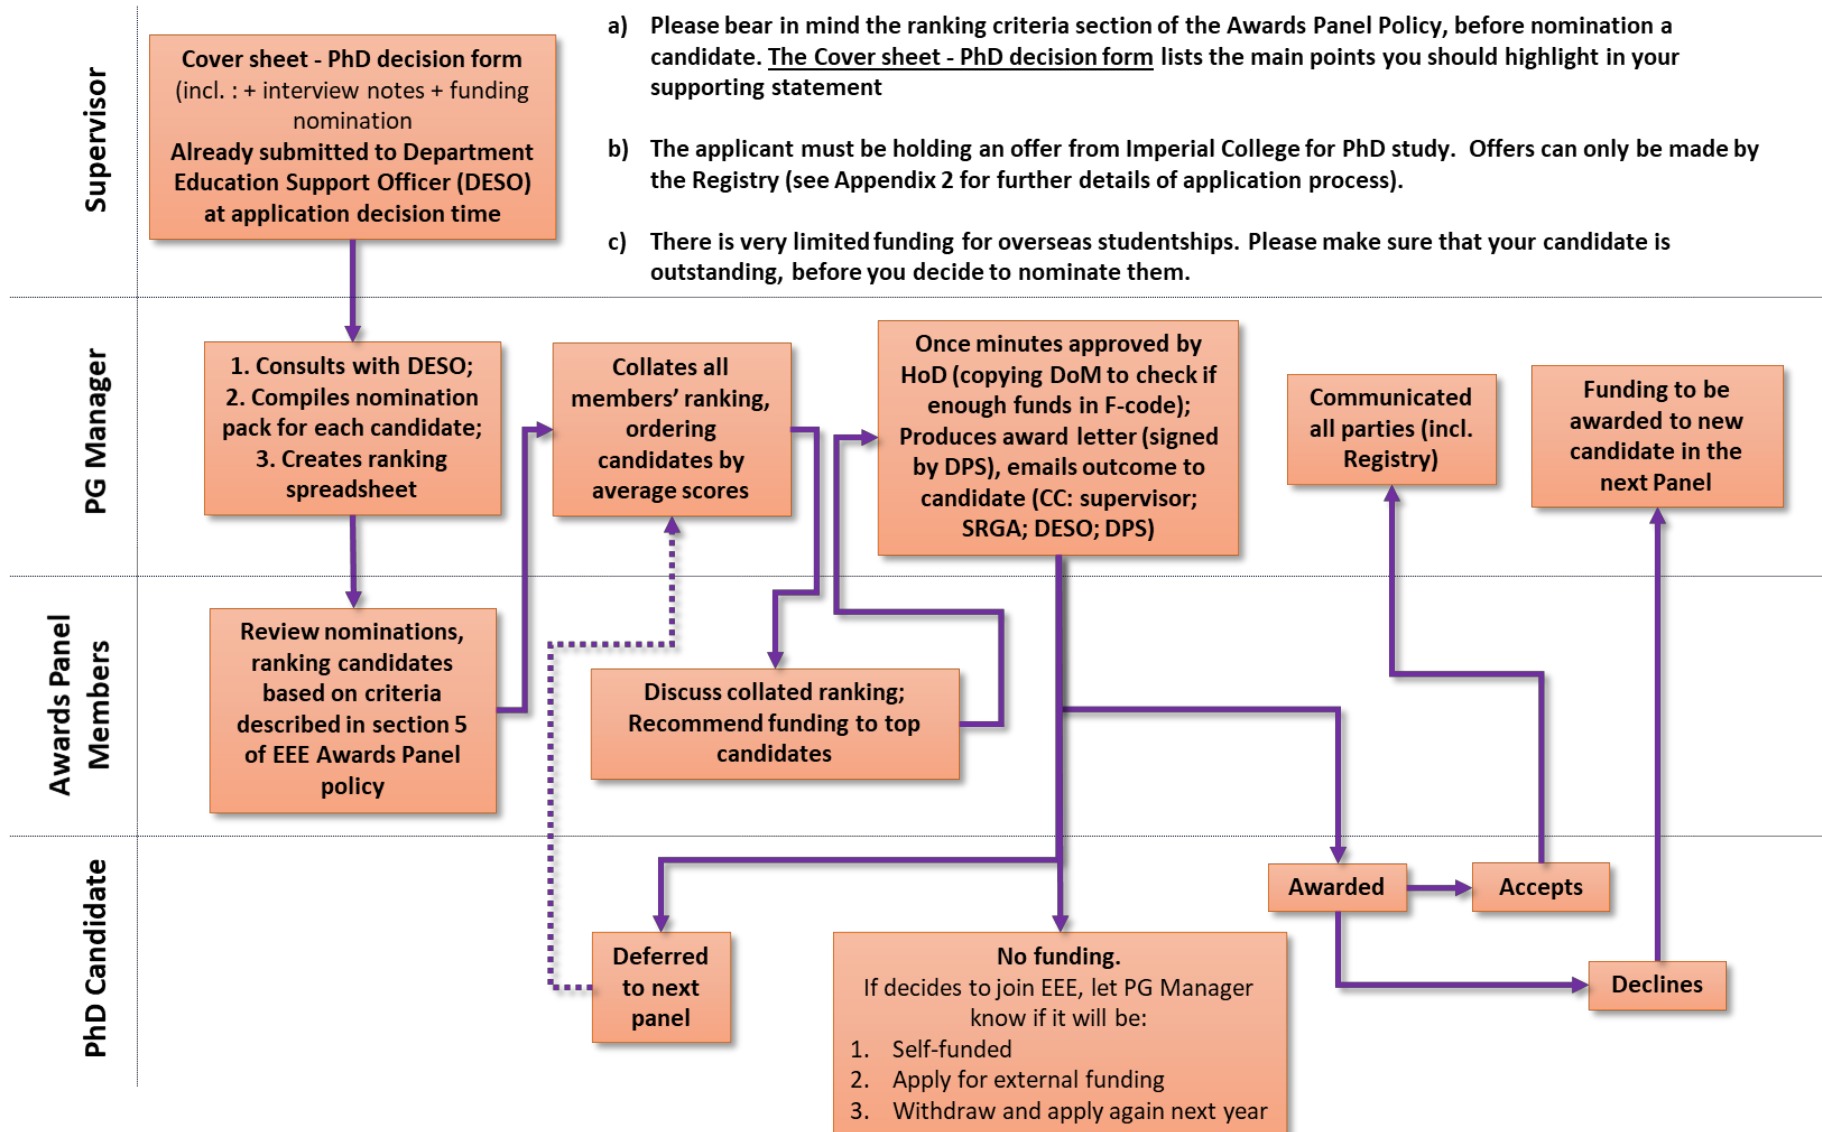 Supervisor
Cover sheet - PhD decision form
(incl. : + interview notes + funding
nomination
Already submitted to Department
Education Support Officer (DESO)
at application decision time
a) Please bear in mind the ranking criteria section of the Awards Panel Policy, before nomination a
candidate. The Cover sheet - PhD decision form lists the main points you should highlight in your
supporting statement
b) The applicant must be holding an offer from Imperial College for PhD study. Offers can only be made by
the Registry (see Appendix 2 for further details of application process).
c) There is very limited funding for overseas studentships. Please make sure that your candidate is
outstanding, before you decide to nominate them.
PG Manager
1. Consults with DESO;
2. Compiles nomination
pack for each candidate;
3. Creates ranking
spreadsheet
Collates all
members' ranking,
ordering
candidates by
average scores
Once minutes approved by
HoD (copying DoM to check if
enough funds in F-code);
Produces award letter (signed
by DPS), emails outcome to
candidate (CC: supervisor;
SRGA; DESO; DPS)
Communicated
all parties (incl.
Registry)
Funding to be
awarded to new
candidate in the
next Panel
Awards Panel
Members
Review nominations,
ranking candidates
based on criteria
described in section 5
of EEE Awards Panel
policy
Discuss collated ranking;
Recommend funding to top
candidates
PhD Candidate
Deferred
to next
panel
No funding.
If decides to join EEE, let PG Manager
know if it will be:
1. Self-funded
2. Apply for external funding
3. Withdraw and apply again next year
Awarded
Accepts
Declines